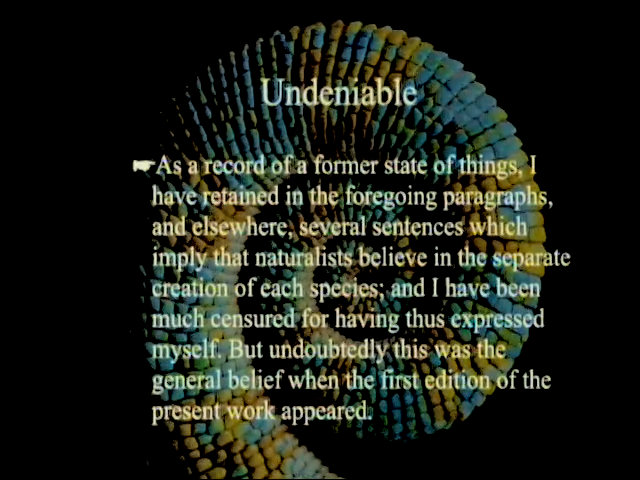 Undeniable
As a record of a former state of things, I
have retained in the foregoing paragraphs,
and elsewhere, several sentences which
imply that naturalists believe in the separate
creation of each species; and I have been
much censured for having thus expressed
myself. But undoubtedly this was the
general belief when the first edition of the
present work appeared.